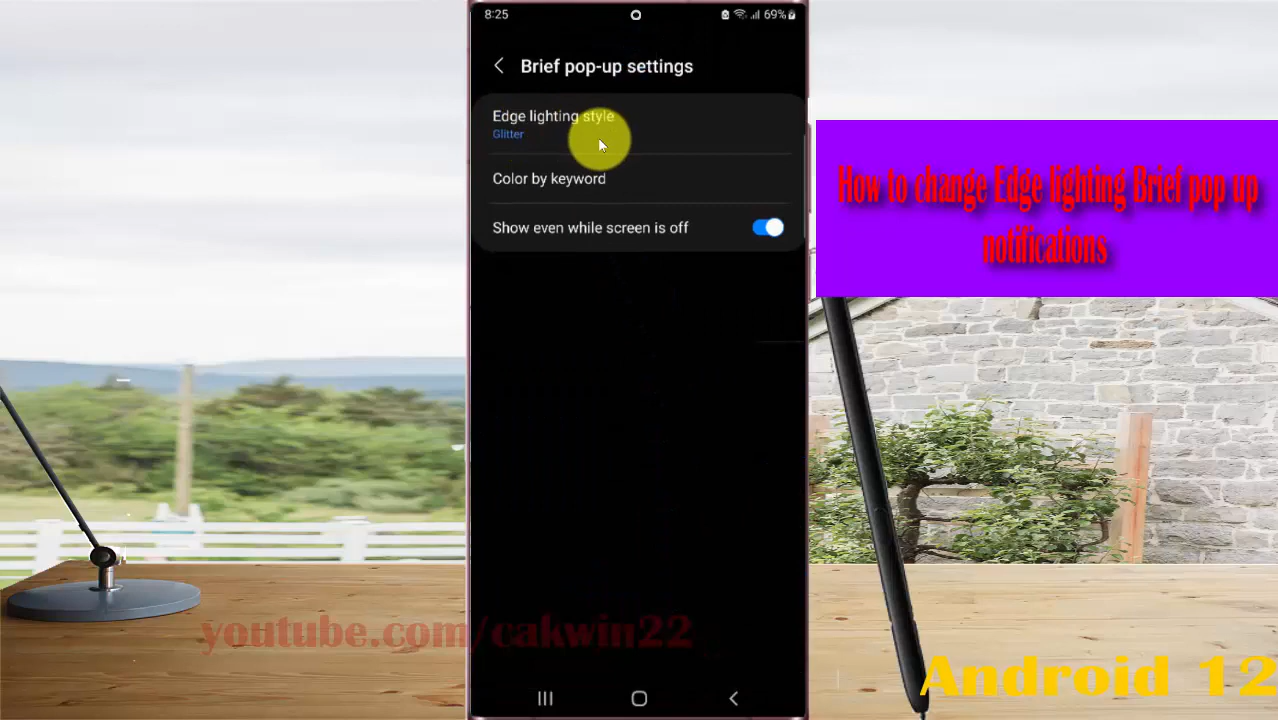 8:25
69%
Brief pop-up settings
Edge lighting style
Glitter
Color by keyword
Show even while screen is off
How to change Edge lighting Brief pop up
notifications
youtube.com/cakwin22
Android 12